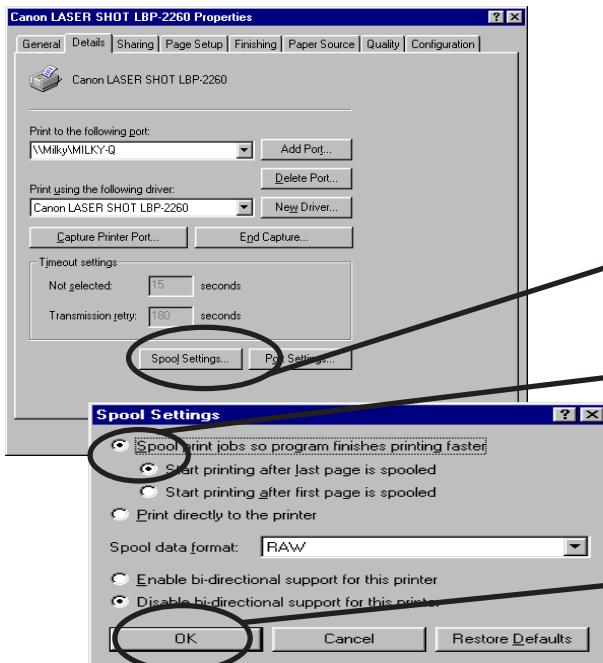 Canon LASER SHOT LBP-2260 Properties
General Details Sharing Page Setup Finishing Paper Source Quality Configuration
Canon LASER SHOT LBP-2260
Print to the following port:
\\Milky\MILKY-Q Add Port...
Delete Port...
Print using the following driver:
Canon LASER SHOT LBP-2260 New Driver...
Capture Printer Port... End Capture...
Timeout settings
Not selected: 15 seconds
Transmission retry: 180 seconds
Spool Settings... Port Settings...
Spool Settings
Spool print jobs so program finishes printing faster
Start printing after last page is spooled
Start printing after first page is spooled
Print directly to the printer
Spool data format: RAW
Enable bi-directional support for this printer
Disable bi-directional support for this printer
OK Cancel Restore Defaults